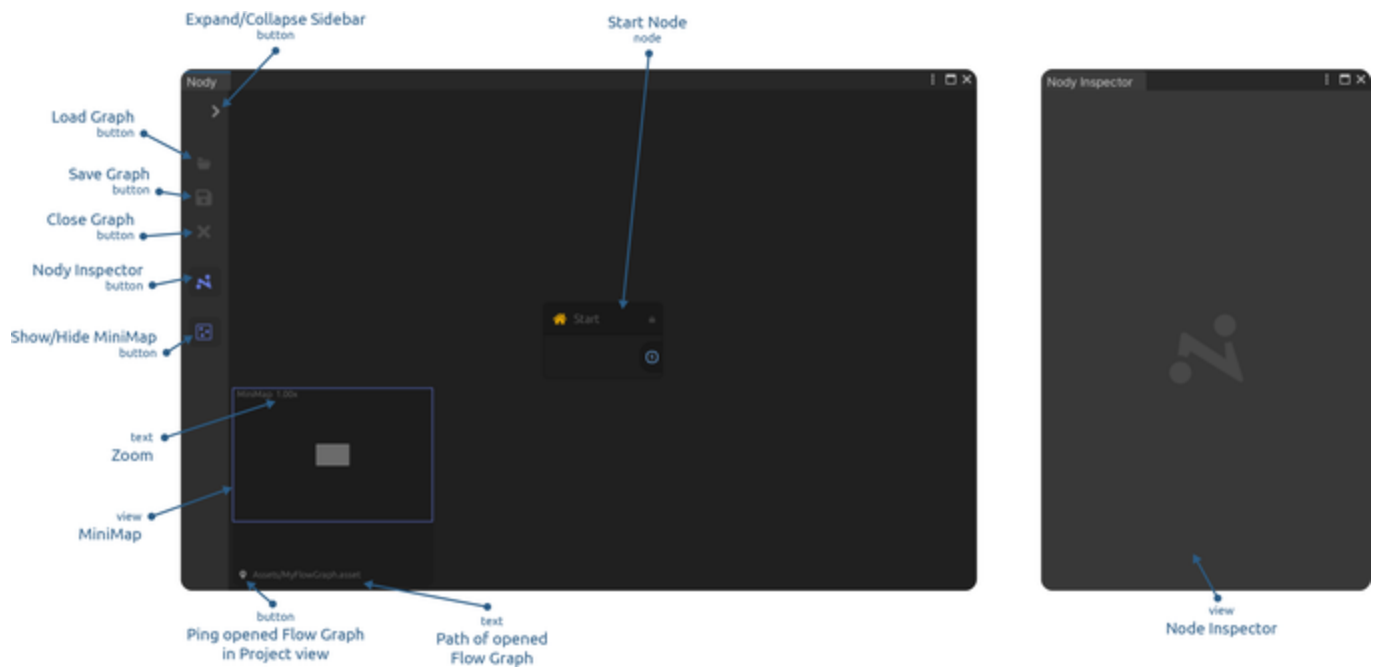 Expand/Collapse Sidebar
button
Start Node
node
Nody
Nody Inspector
Load Graph
button
Save Graph
button
Close Graph
button
Nody Inspector
button
Start
Show/Hide MiniMap
button
MiniMap 1.00x
text
Zoom
view
MiniMap
Assets/MyFlowGraph.asset
button
Ping opened Flow Graph
in Project view
text
Path of opened
Flow Graph
view
Node Inspector